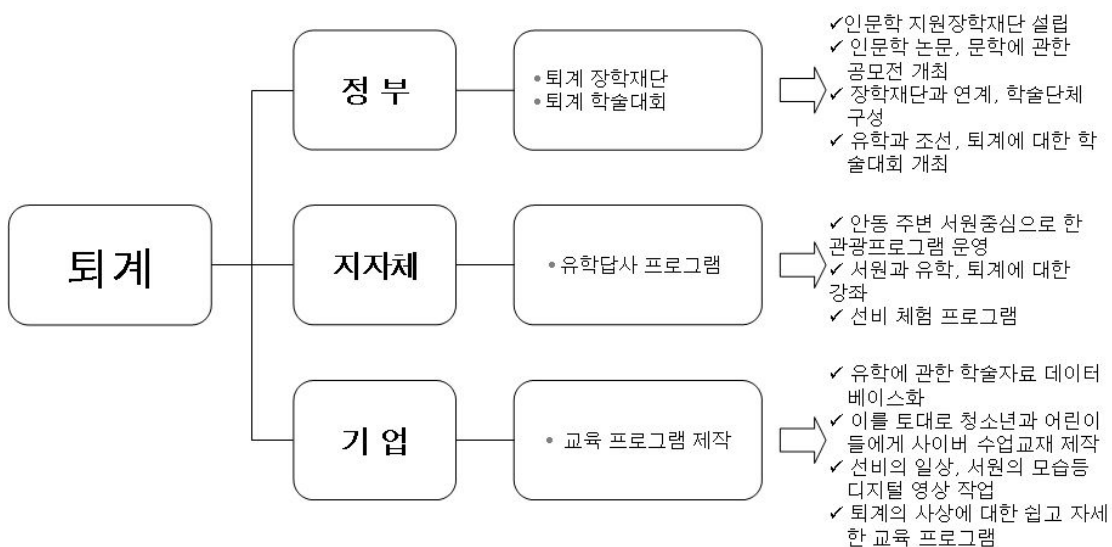 퇴계
정 부
• 퇴계 장학재단
• 퇴계 학술대회
✓인문학 지원장학재단 설립
✓ 인문학 논문, 문학에 관한
공모전 개최
✓ 장학재단과 연계, 학술단체
구성
✓ 유학과 조선, 퇴계에 대한 학
술대회 개최
지자체
• 유학답사 프로그램
✓ 안동 주변 서원중심으로 한
관광프로그램 운영
✓ 서원과 유학, 퇴계에 대한
강좌
✓ 선비 체험 프로그램
기 업
• 교육 프로그램 제작
✓ 유학에 관한 학술자료 데이터
베이스화
✓ 이를 토대로 청소년과 어린이
들에게 사이버 수업교재 제작
✓ 선비의 일상, 서원의 모습등
디지털 영상 작업
✓ 퇴계의 사상에 대한 쉽고 자세
한 교육 프로그램